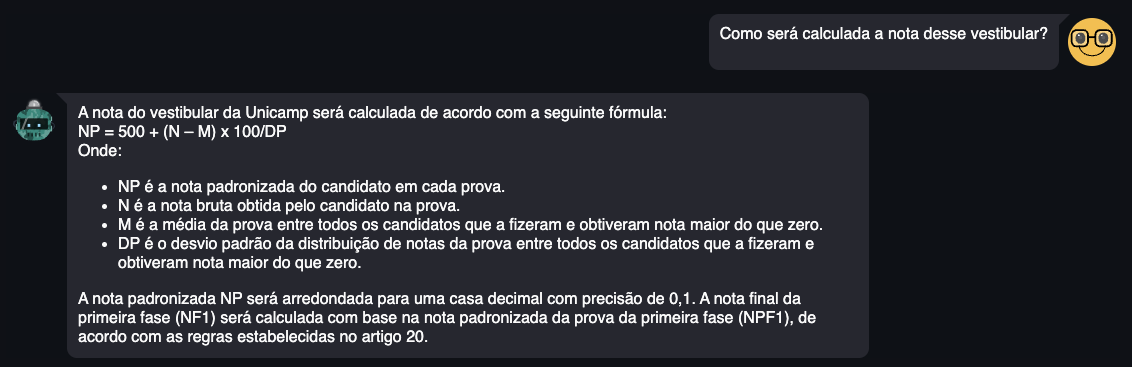 Como será calculada a nota desse vestibular?
A nota do vestibular da Unicamp será calculada de acordo com a seguinte fórmula:
NP = 500 + (N – M) x 100/DP
Onde:
• NP é a nota padronizada do candidato em cada prova.
• N é a nota bruta obtida pelo candidato na prova.
• M é a média da prova entre todos os candidatos que a fizeram e obtiveram nota maior do que zero.
• DP é o desvio padrão da distribuição de notas da prova entre todos os candidatos que a fizeram e
obtiveram nota maior do que zero.
A nota padronizada NP será arredondada para uma casa decimal com precisão de 0,1. A nota final da
primeira fase (NF1) será calculada com base na nota padronizada da prova da primeira fase (NPF1), de
acordo com as regras estabelecidas no artigo 20.